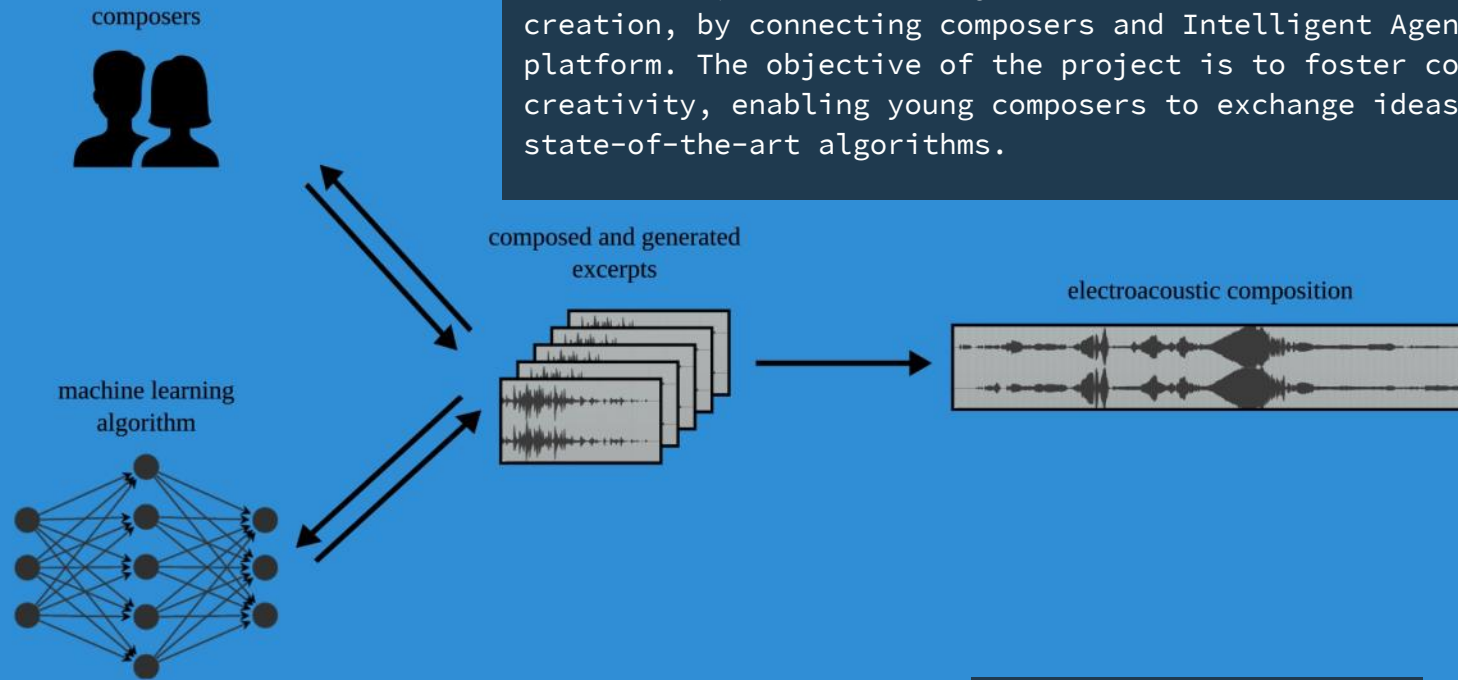 composers
creation, by connecting composers and Intelligent Agen
platform. The objective of the project is to foster co
creativity, enabling young composers to exchange ideas
state-of-the-art algorithms.
composed and generated
excerpts
electroacoustic composition
machine learning
algorithm